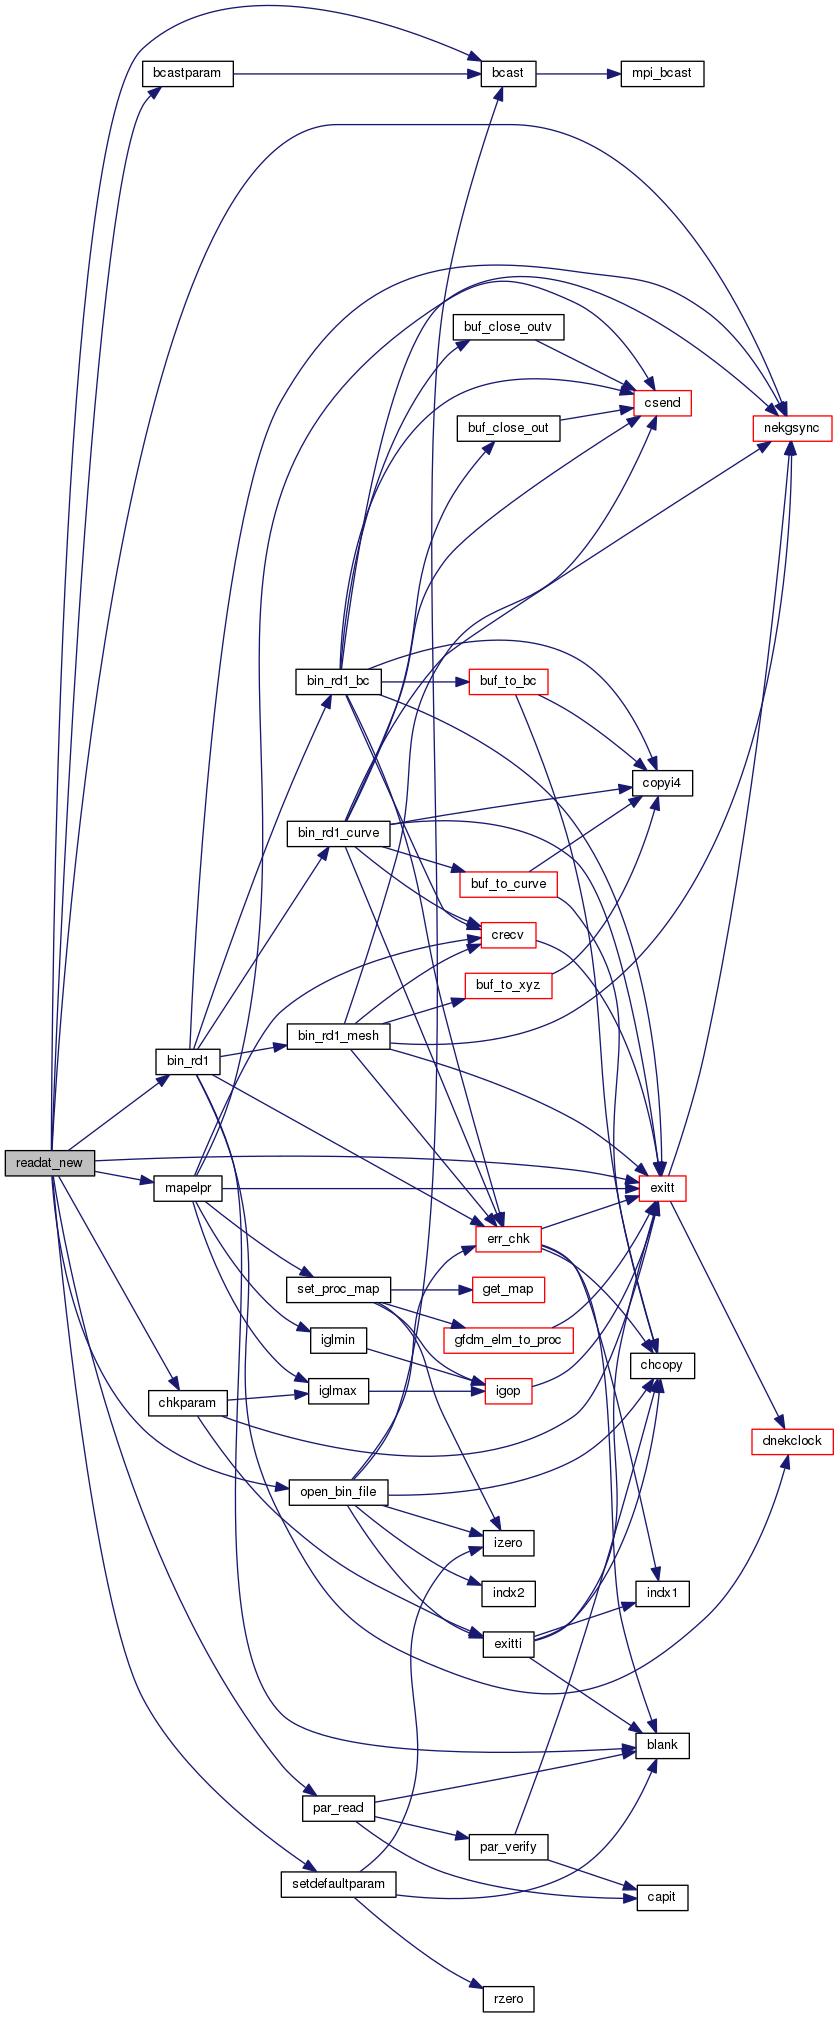 bcastparam
bcast
mpi_bcast
buf_close_outv
csend
buf_close_out
nekgsync
bin_rd1_bc
buf_to_bc
copyi4
bin_rd1_curve
buf_to_curve
crecv
buf_to_xyz
bin_rd1_mesh
bin_rd1
readat_new
mapelpr
exitt
err_chk
set_proc_map
get_map
iglmin
gfdm_elm_to_proc
chcopy
iglmax
igop
chkparam
dnekclock
open_bin_file
izero
indx2
indx1
exitti
blank
par_read
par_verify
setdefaultparam
capit
rzero